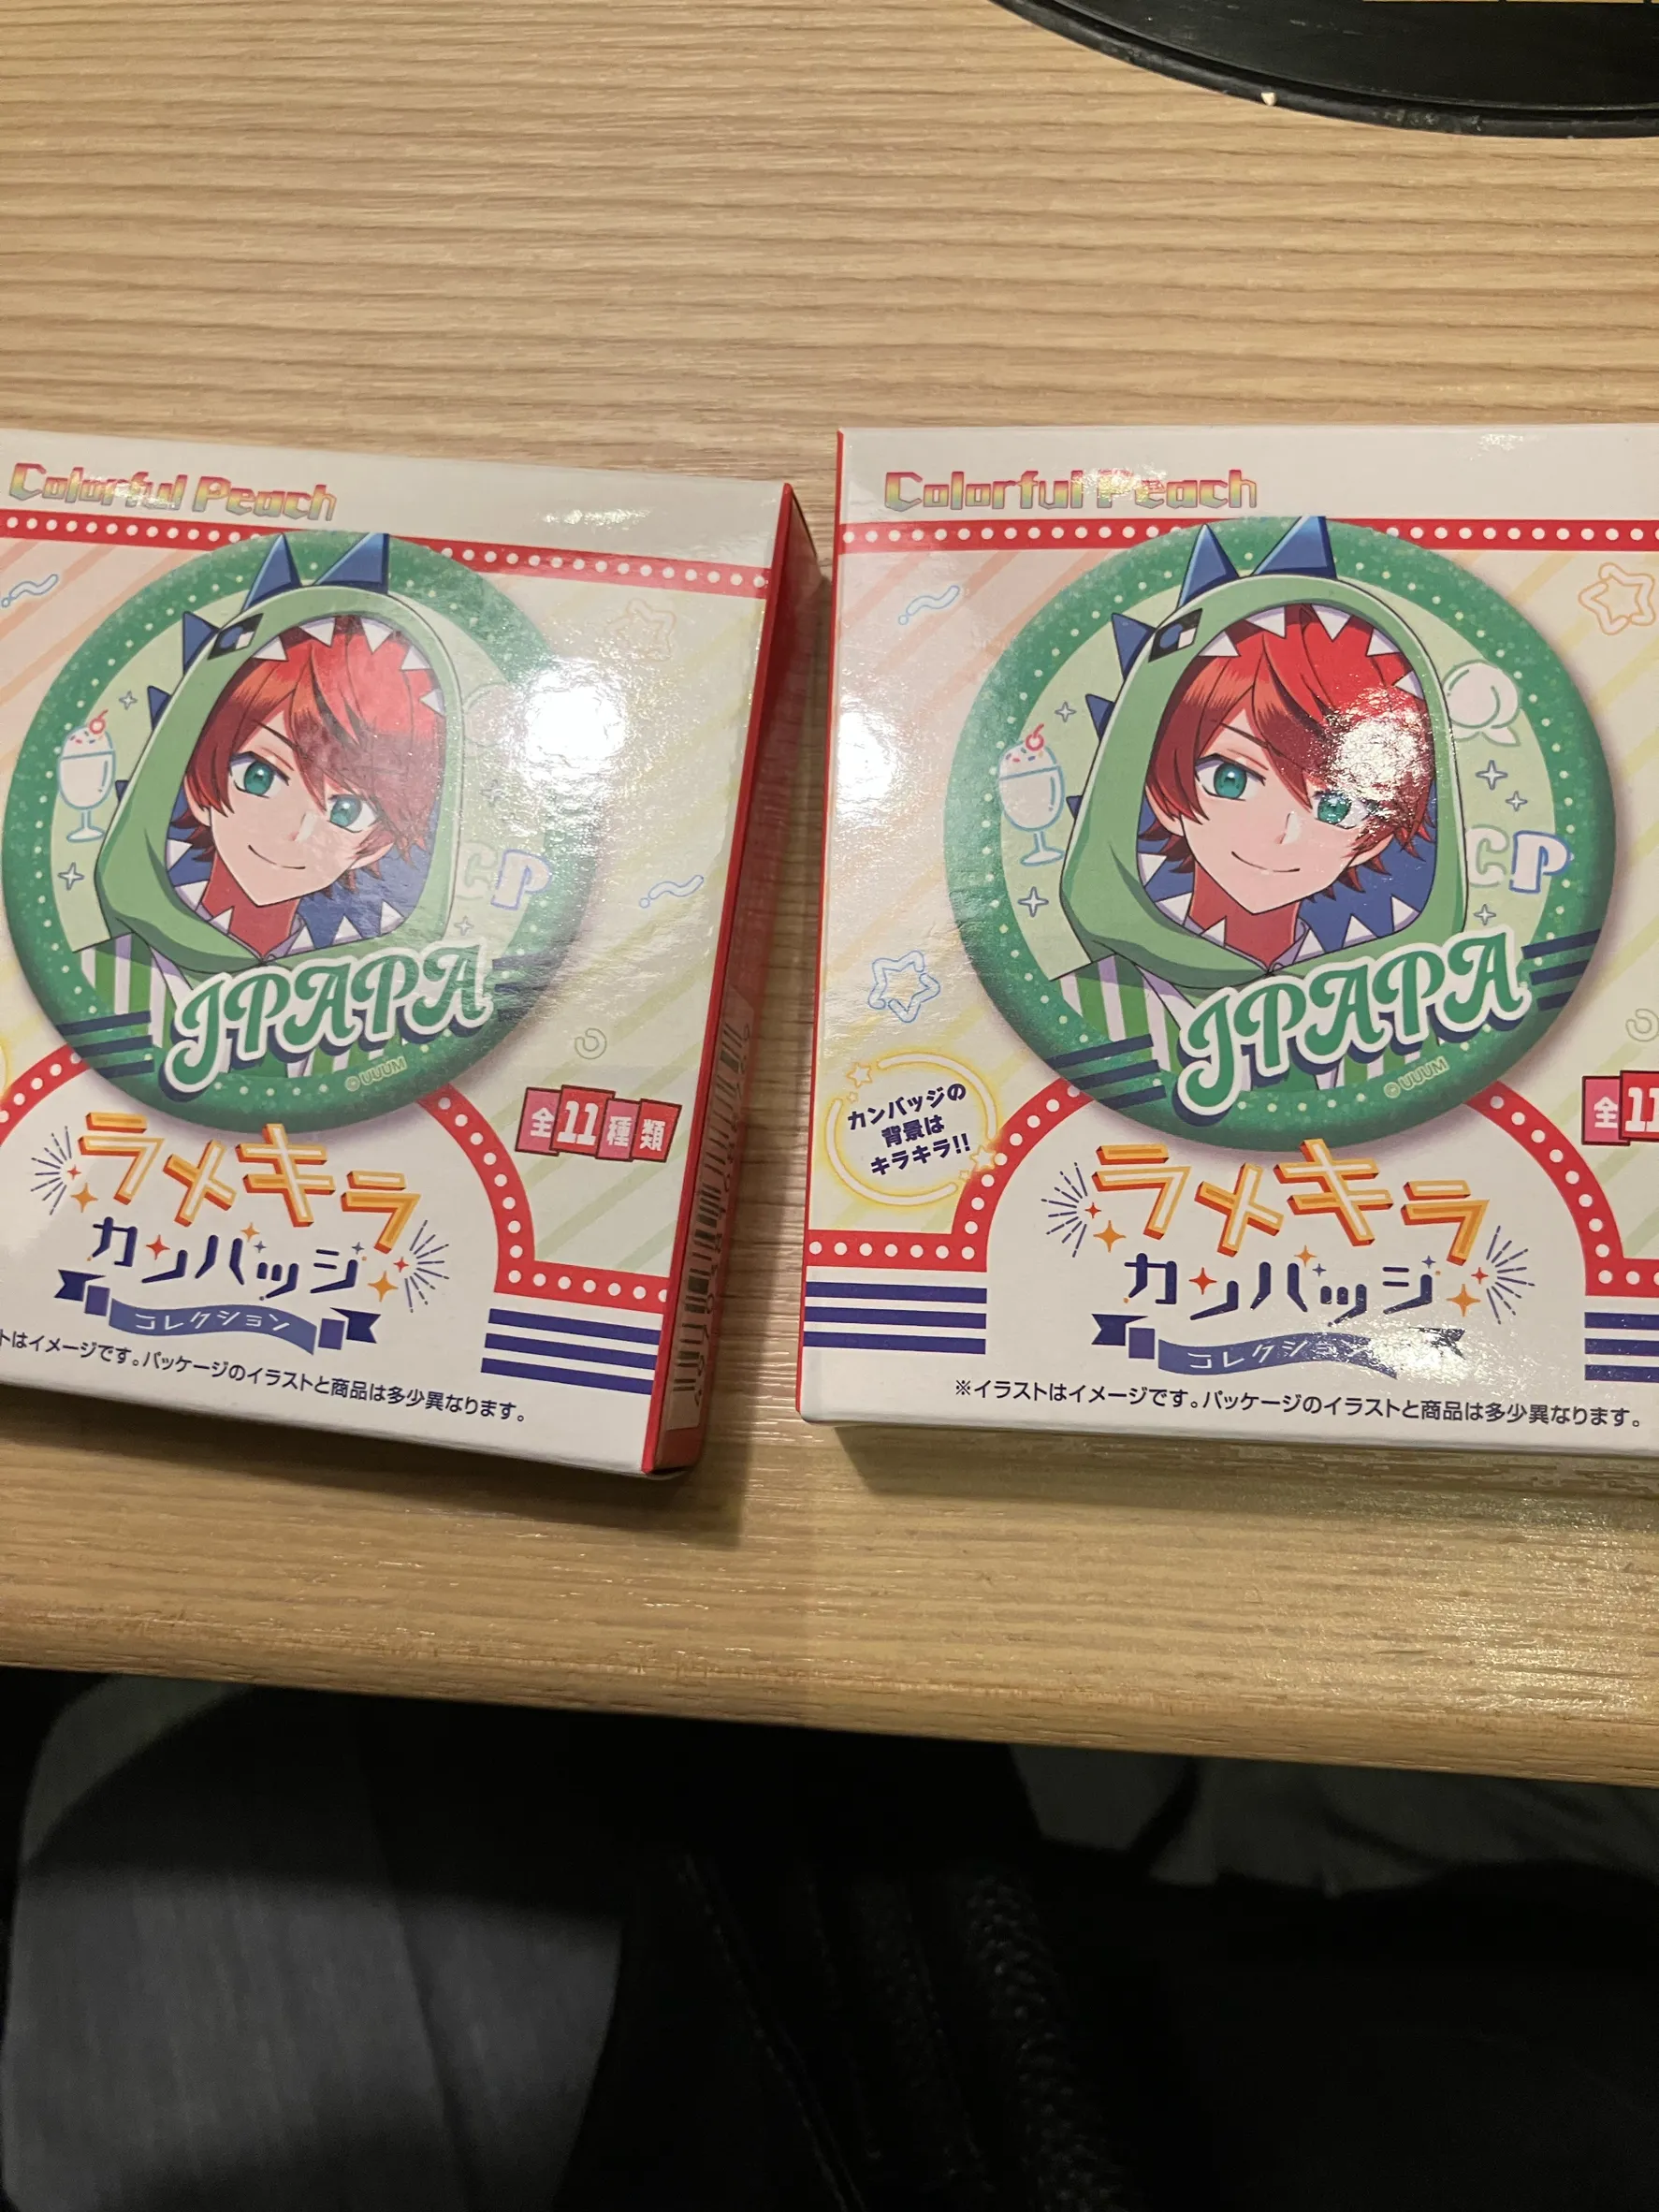 Colorful Peach
CP
JPAPA
©UUUM
全11種類
ラメキラ
カンバッジ
コレクション
トはイメージです。パッケージのイラストと商品は多少異なります。
Colorful Peach
CP
JPAPA
©UUUM
カンバッジの
背景は
キラキラ!!
全11
ラメキラ
カンバッジ
コレクション
※イラストはイメージです。パッケージのイラストと商品は多少異なります。